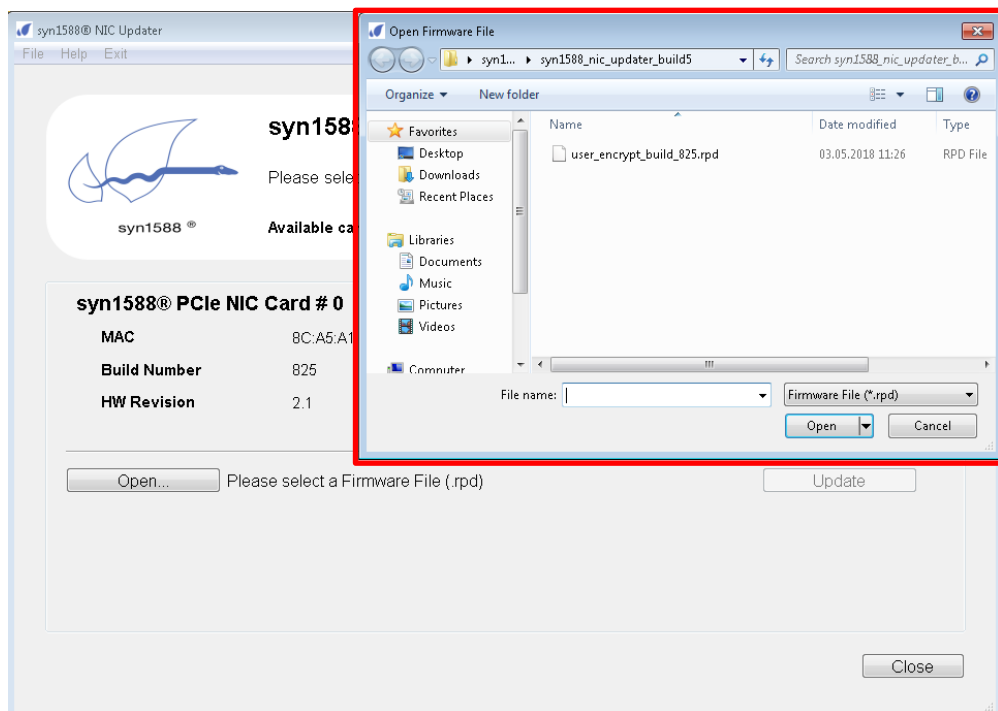 syn1588® NIC Updater
File Help Exit
syn1588 ®
syn158
Please sele
Available ca
syn1588® PCIe NIC Card # 0
MAC 8C:A5:A1
Build Number 825
HW Revision 2.1
Open... Please select a Firmware File (.rpd) Update
Close
Open Firmware File
syn1... syn1588_nic_updater_build5 Search syn1588_nic_updater_b...
Organize New folder
Favorites
Desktop
Downloads
Recent Places
Libraries
Documents
Music
Pictures
Videos
Computer
Name Date modified Type
user_encrypt_build_825.rpd 03.05.2018 11:26 RPD File
File name: Firmware File (*.rpd)
Open Cancel